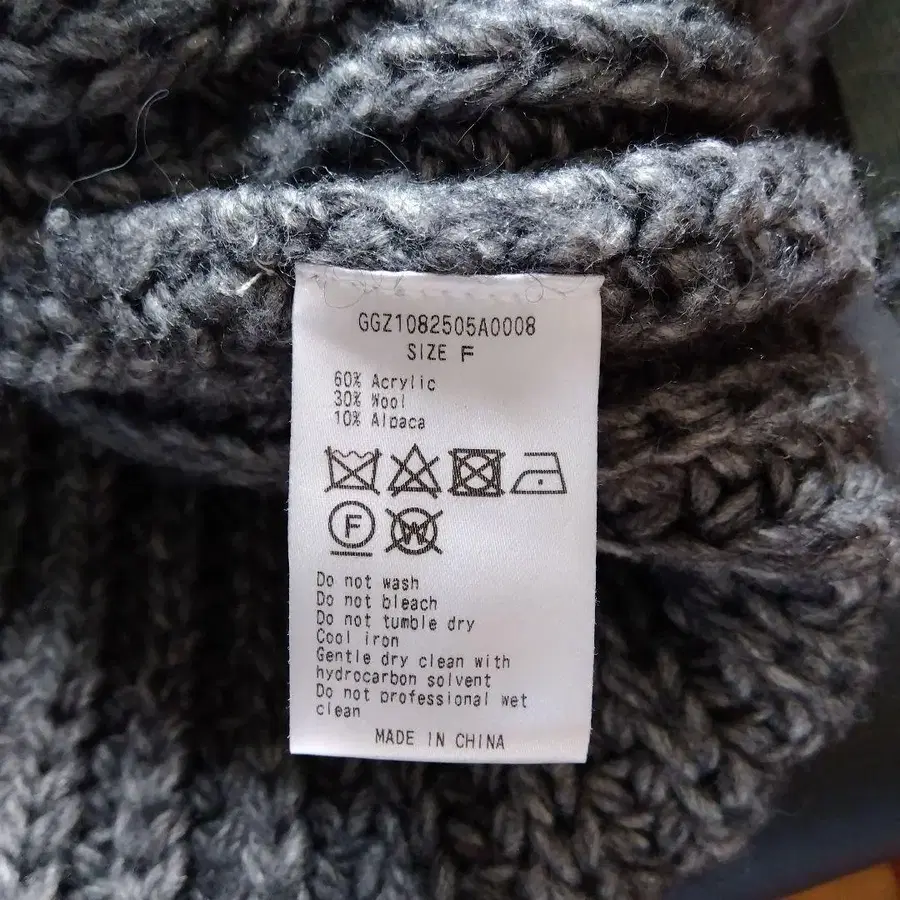 GGZ1082505A0008
SIZE F
60% Acrylic
30% Wool
10% Alpaca
F W
Do not wash
Do not bleach
Do not tumble dry
Cool iron
Gentle dry clean with
hydrocarbon solvent
Do not professional wet
clean
MADE IN CHINA